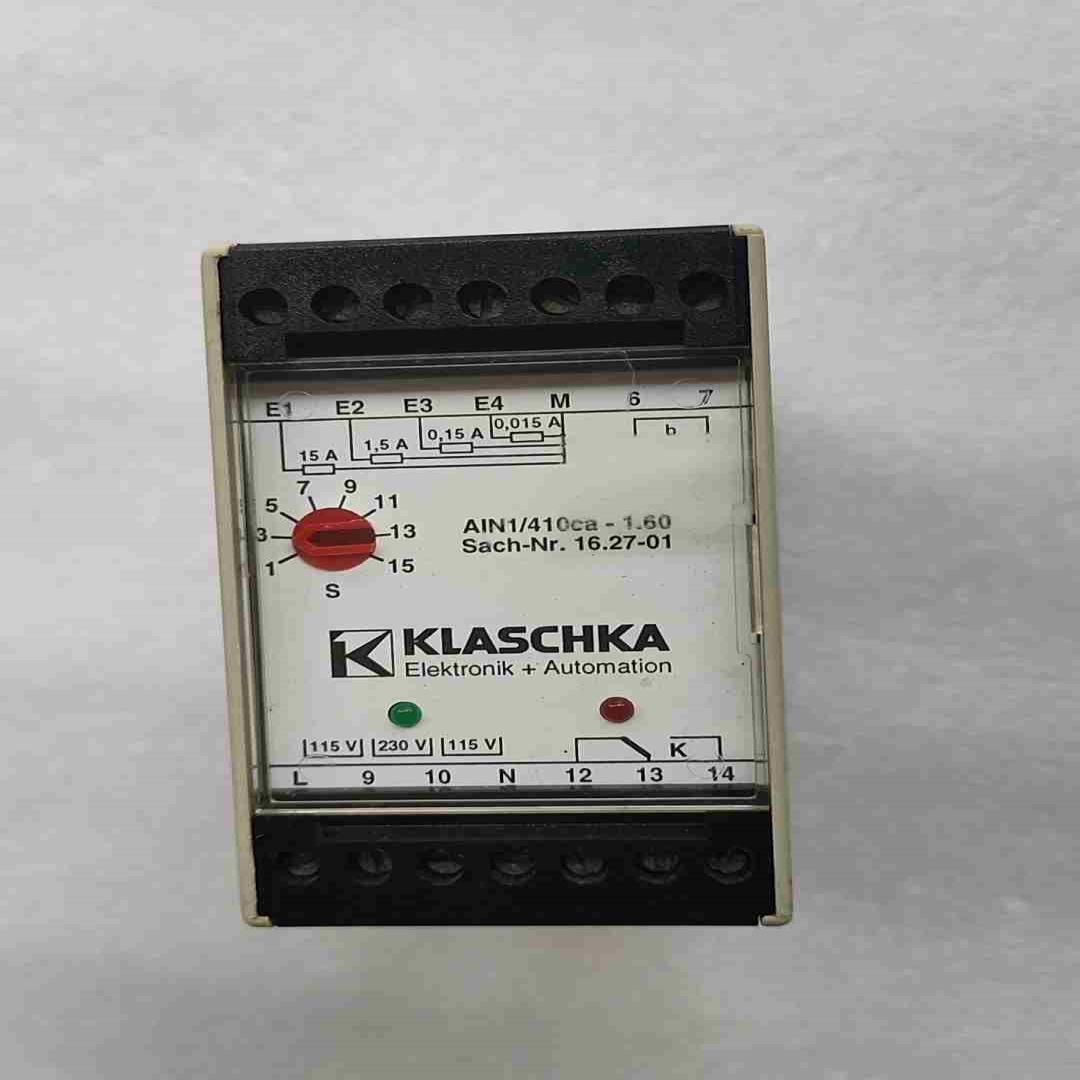 E1 E2 E3 E4 M 6 7
15 A 1,5 A 0,15 A 0,015 A b
7 9
5 11
3 13
1 15
S
AIN1/410ca - 1.60
Sach-Nr. 16.27-01
K KLASCHKA
Elektronik + Automation
115 V 230 V 115 V K
L 9 10 N 12 13 14